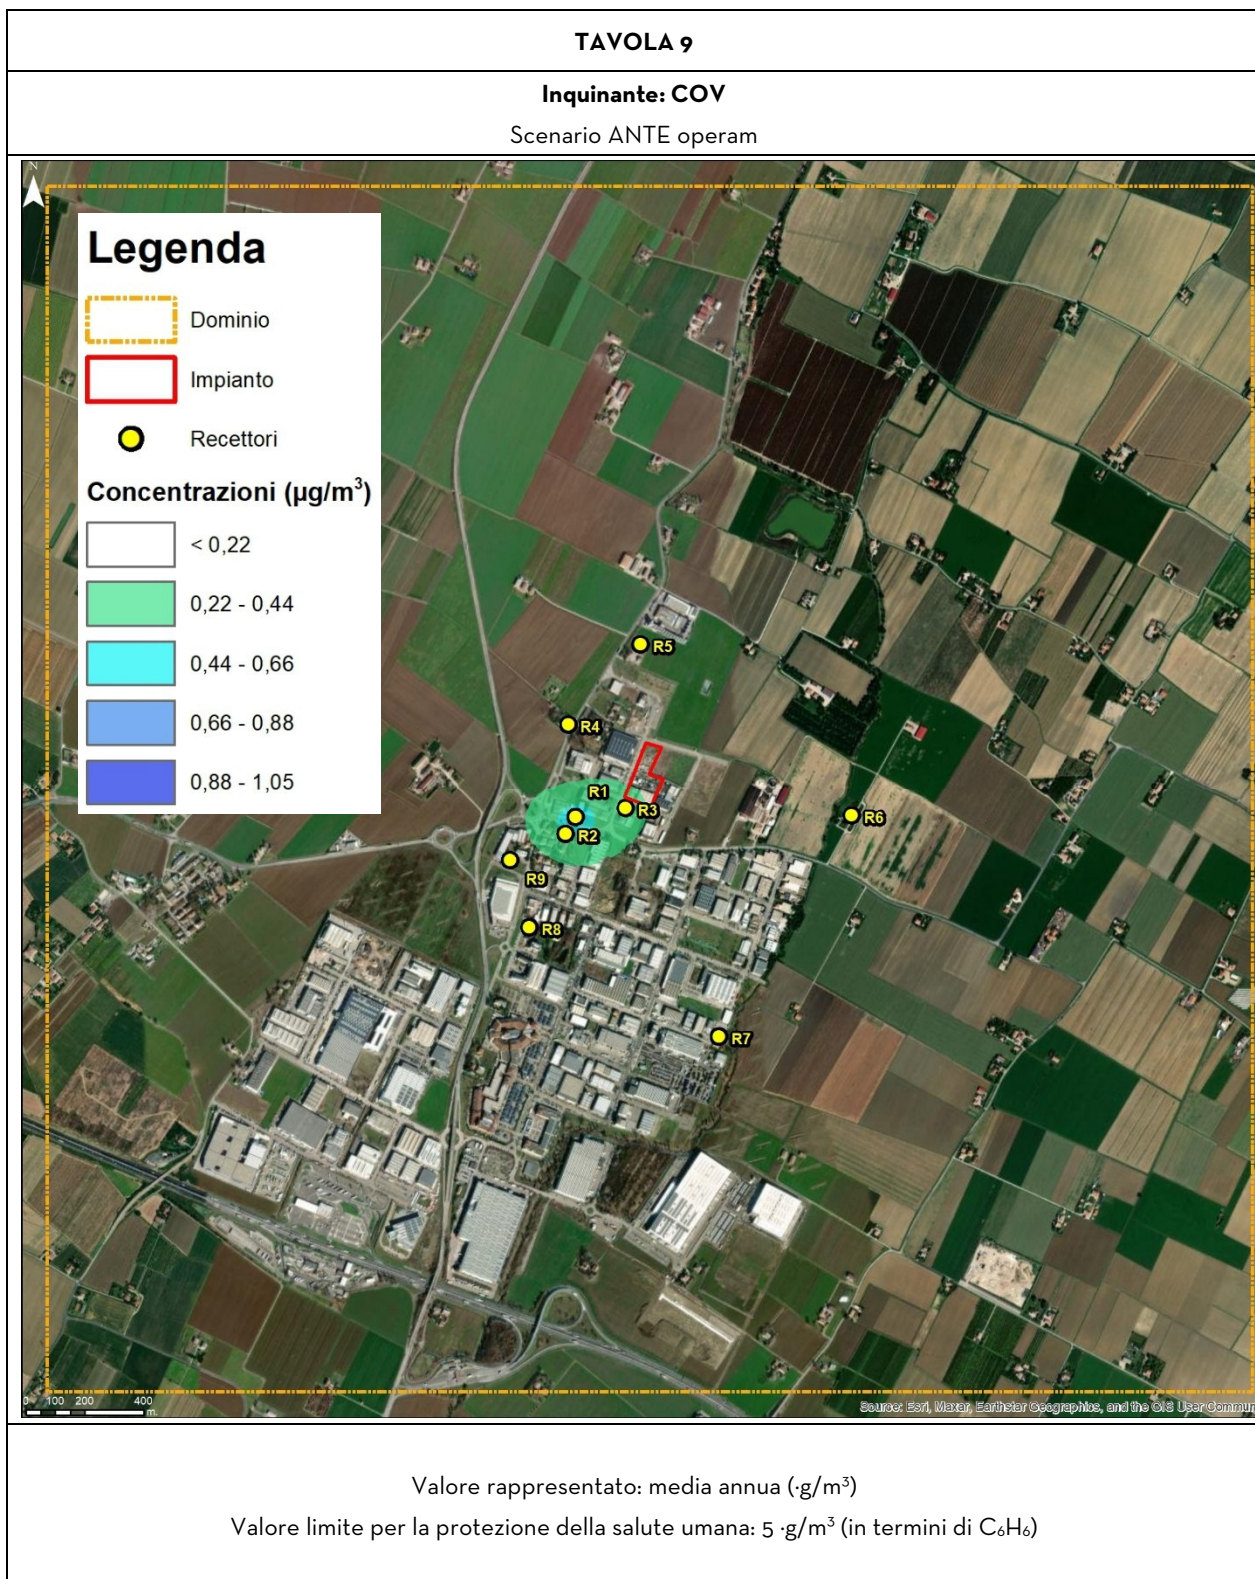 TAVOLA 9
Inquinante: COV
Scenario ANTE operam
N
Legenda
Dominio
Impianto
Recettori
Concentrazioni (µg/m³)
< 0,22
0,22 - 0,44
0,44 - 0,66
0,66 - 0,88
0,88 - 1,05
R5
R4
R1
R3
R6
R2
R9
R8
R7
0 100 200 400
m.
Source: Esri, Maxar, Earthstar Geographics, and the GIS User Commun
Valore rappresentato: media annua (·g/m³)
Valore limite per la protezione della salute umana: 5 ·g/m³ (in termini di C₆H₆)